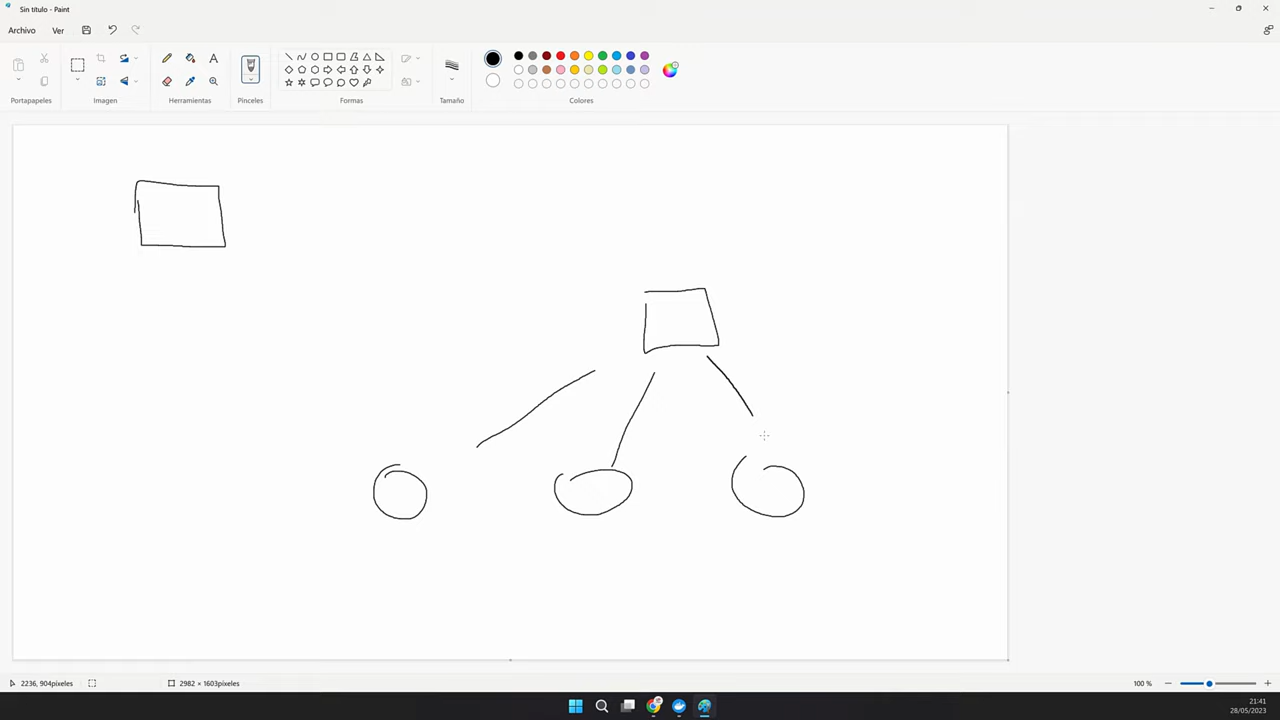 Sin título - Paint
Archivo Ver
Portapapeles Imagen Herramientas Pinceles Formas Tamaño Colores
2236, 904píxeles 2982 × 1603píxeles 100 %
21:41
28/05/2023